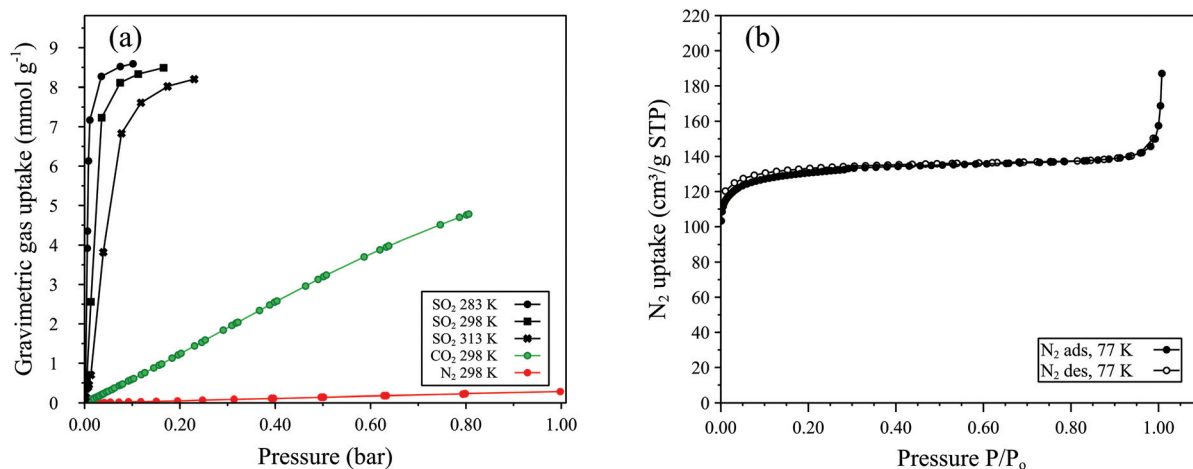 (a)
Gravimetric gas uptake (mmol g⁻¹)
9
8
7
6
5
4
3
2
1
0
SO₂ 283 K
SO₂ 298 K
SO₂ 313 K
CO₂ 298 K
N₂ 298 K
0.00 0.20 0.40 0.60 0.80 1.00
Pressure (bar)
(b)
N₂ uptake (cm³/g STP)
220
200
180
160
140
120
100
80
60
40
20
0
N₂ ads, 77 K
N₂ des, 77 K
0.00 0.20 0.40 0.60 0.80 1.00
Pressure P/Pₒ